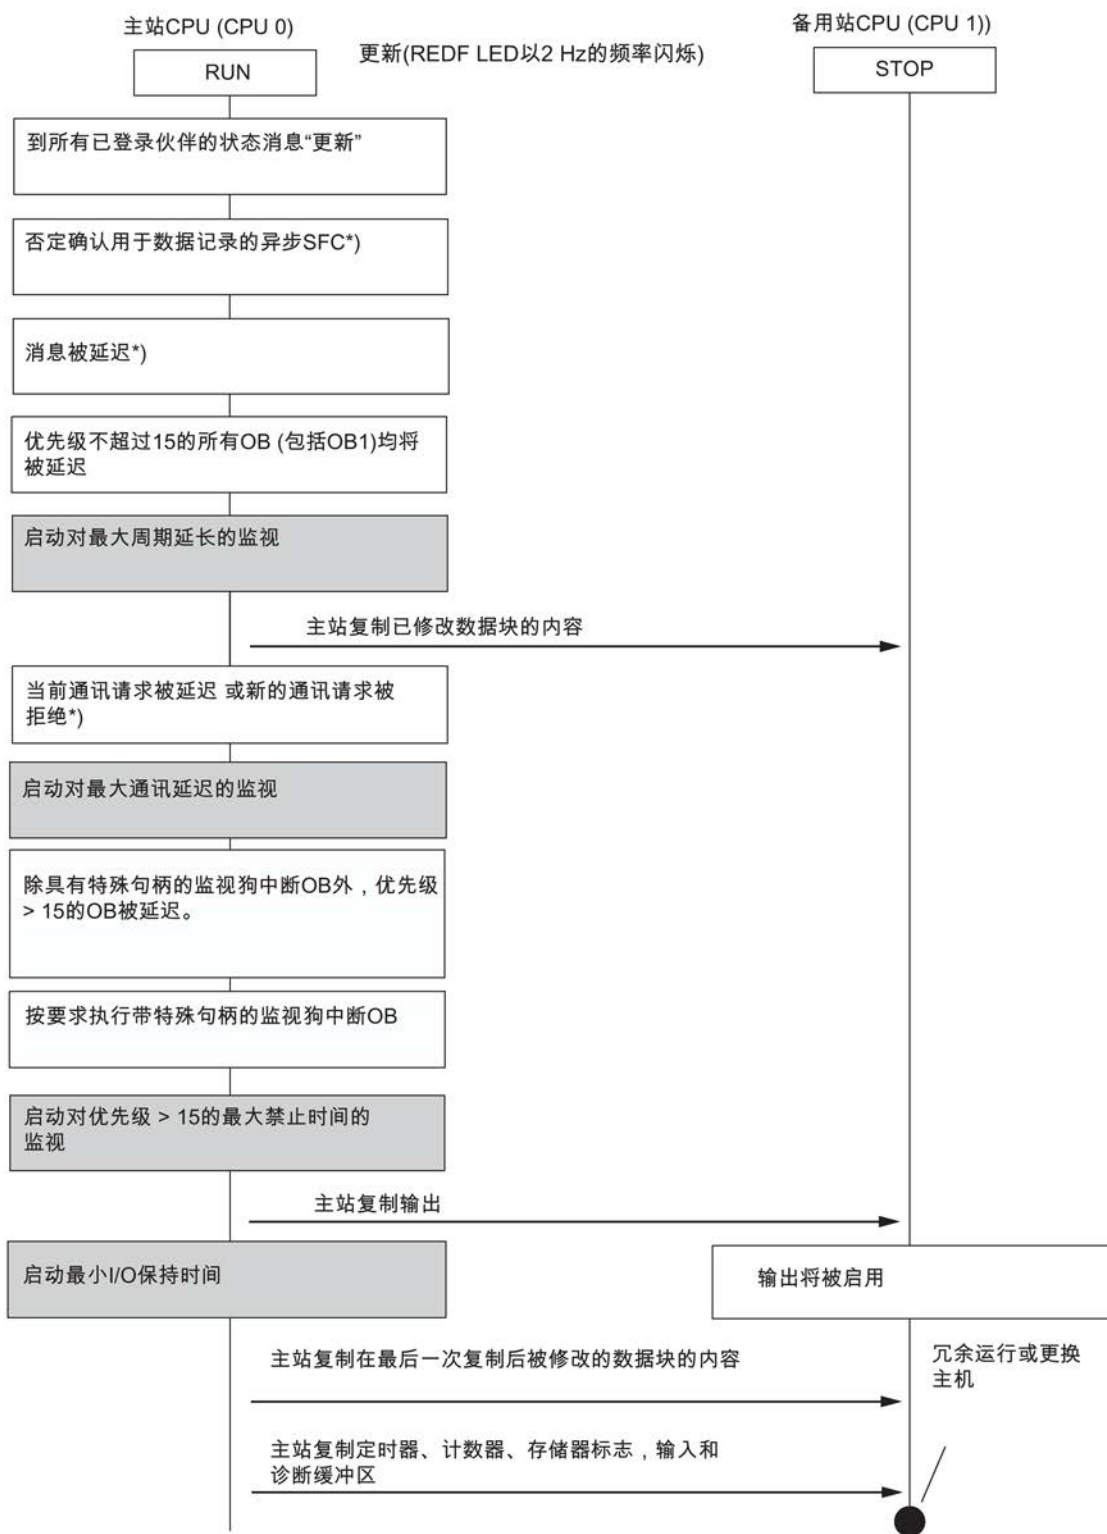 主站CPU (CPU 0)
更新(REDF LED以2 Hz的频率闪烁)
备用站CPU (CPU 1))
RUN
STOP
到所有已登录伙伴的状态消息“更新”
否定确认用于数据记录的异步SFC*)
消息被延迟*)
优先级不超过15的所有OB (包括OB1)均将
被延迟
启动对最大周期延长的监视
主站复制已修改数据块的内容
当前通讯请求被延迟 或新的通讯请求被
拒绝*)
启动对最大通讯延迟的监视
除具有特殊句柄的监视狗中断OB外，优先级
> 15的OB被延迟。
按要求执行带特殊句柄的监视狗中断OB
启动对优先级 > 15的最大禁止时间的
监视
主站复制输出
启动最小I/O保持时间
输出将被启用
主站复制在最后一次复制后被修改的数据块的内容
冗余运行或更换
主机
主站复制定时器、计数器、存储器标志，输入和
诊断缓冲区